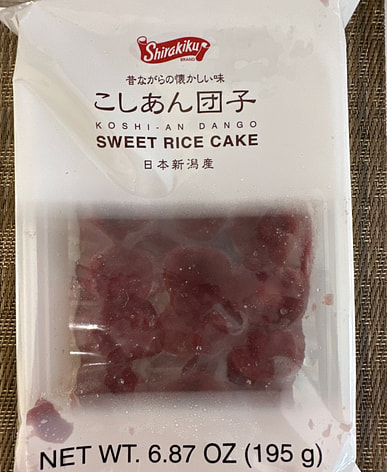 Shirakiku
BRAND
昔ながらの懐かしい味
こしあん団子
KOSHI-AN DANGO
SWEET RICE CAKE
日本新潟産
NET WT. 6.87 OZ (195 g)